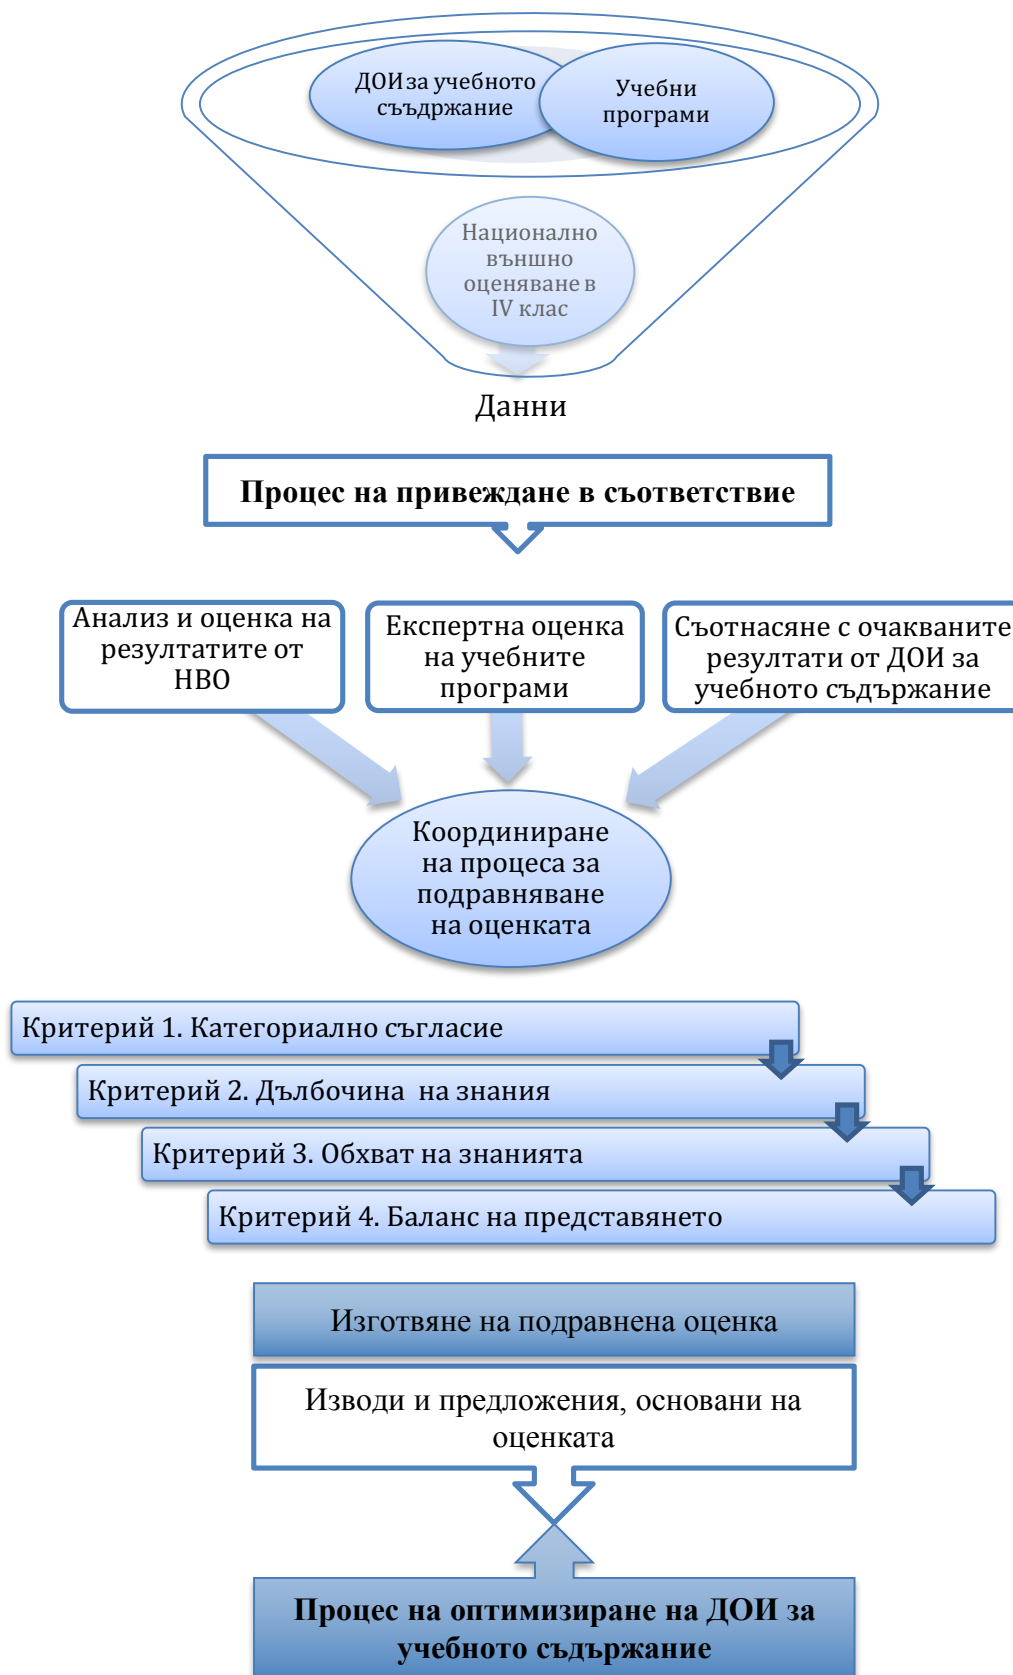 ДОИ за учебното
съъдржание
Учебни
програми
Национално
външно
оценяване в
IV клас
Данни
Процес на привеждане в съответствие
Анализ и оценка на
резултатите от
НВО
Експертна оценка
на учебните
програми
Съотнасяне с очакваните
резултати от ДОИ за
учебното съдържание
Координиране
на процеса за
подравняване
на оценката
Критерий 1. Категориално съгласие
Критерий 2. Дълбочина на знания
Критерий 3. Обхват на знанията
Критерий 4. Баланс на представянето
Изготвяне на подравнена оценка
Изводи и предложения, основани на
оценката
Процес на оптимизиране на ДОИ за
учебното съдържание